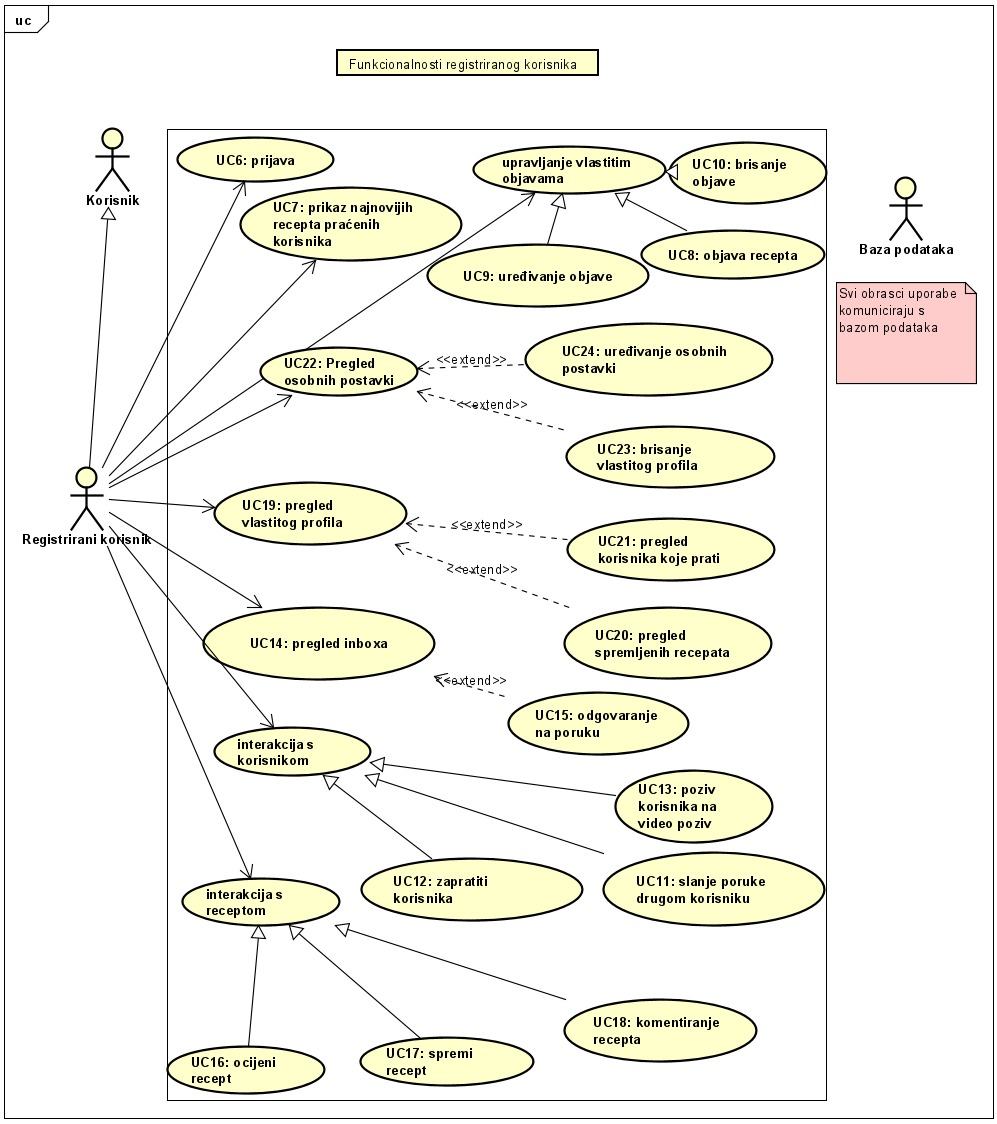 uc
Funkcionalnosti registriranog korisnika
Korisnik
UC6: prijava
UC7: prikaz najnovijih
recepta praćenih
korisnika
upravljanje vlastitim
objavama
UC10: brisanje
objave
UC9: uređivanje objave
UC8: objava recepta
Baza podataka
Svi obrasci uporabe
komuniciraju s
bazom podataka
UC22: Pregled
osobnih postavki
<<extend>>
UC24: uređivanje osobnih
postavki
<<extend>>
UC23: brisanje
vlastitog profila
Registrirani korisnik
UC19: pregled
vlastitog profila
<<extend>>
UC21: pregled
korisnika koje prati
<<extend>>
UC20: pregled
spremljenih recepata
UC14: pregled inboxa
<<extend>>
UC15: odgovaranje
na poruku
interakcija s
korisnikom
UC13: poziv
korisnika na
video poziv
UC12: zapratiti
korisnika
UC11: slanje poruke
drugom korisniku
interakcija s
receptom
UC18: komentiranje
recepta
UC16: ocijeni
recept
UC17: spremi
recept